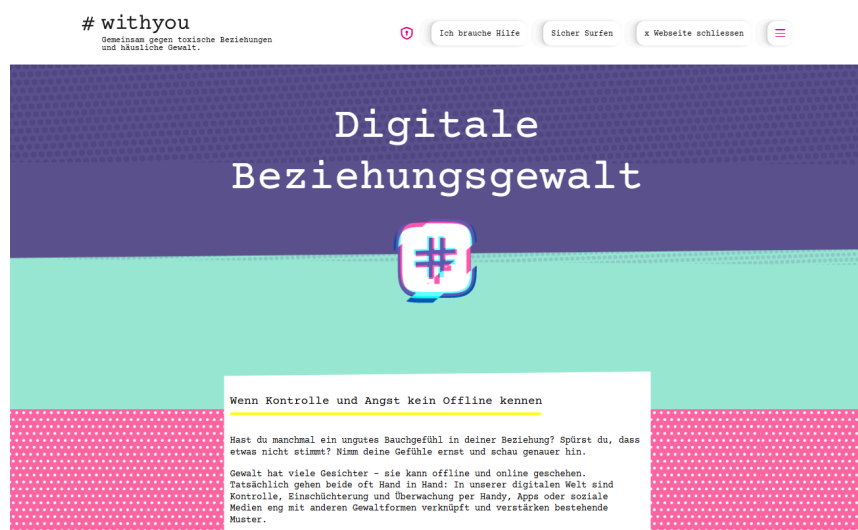 # withyou
Gemeinsam gegen toxische Beziehungen
und häusliche Gewalt.
Ich brauche Hilfe
Sicher Surfen
x Webseite schliessen
Digitale
Beziehungsgewalt
#
Wenn Kontrolle und Angst kein Offline kennen
Hast du manchmal ein ungutes Bauchgefühl in deiner Beziehung? Spürst du, dass
etwas nicht stimmt? Nimm deine Gefühle ernst und schau genauer hin.
Gewalt hat viele Gesichter – sie kann offline und online geschehen.
Tatsächlich gehen beide oft Hand in Hand: In unserer digitalen Welt sind
Kontrolle, Einschüchterung und Überwachung per Handy, Apps oder soziale
Medien eng mit anderen Gewaltformen verknüpft und verstärken bestehende
Muster.